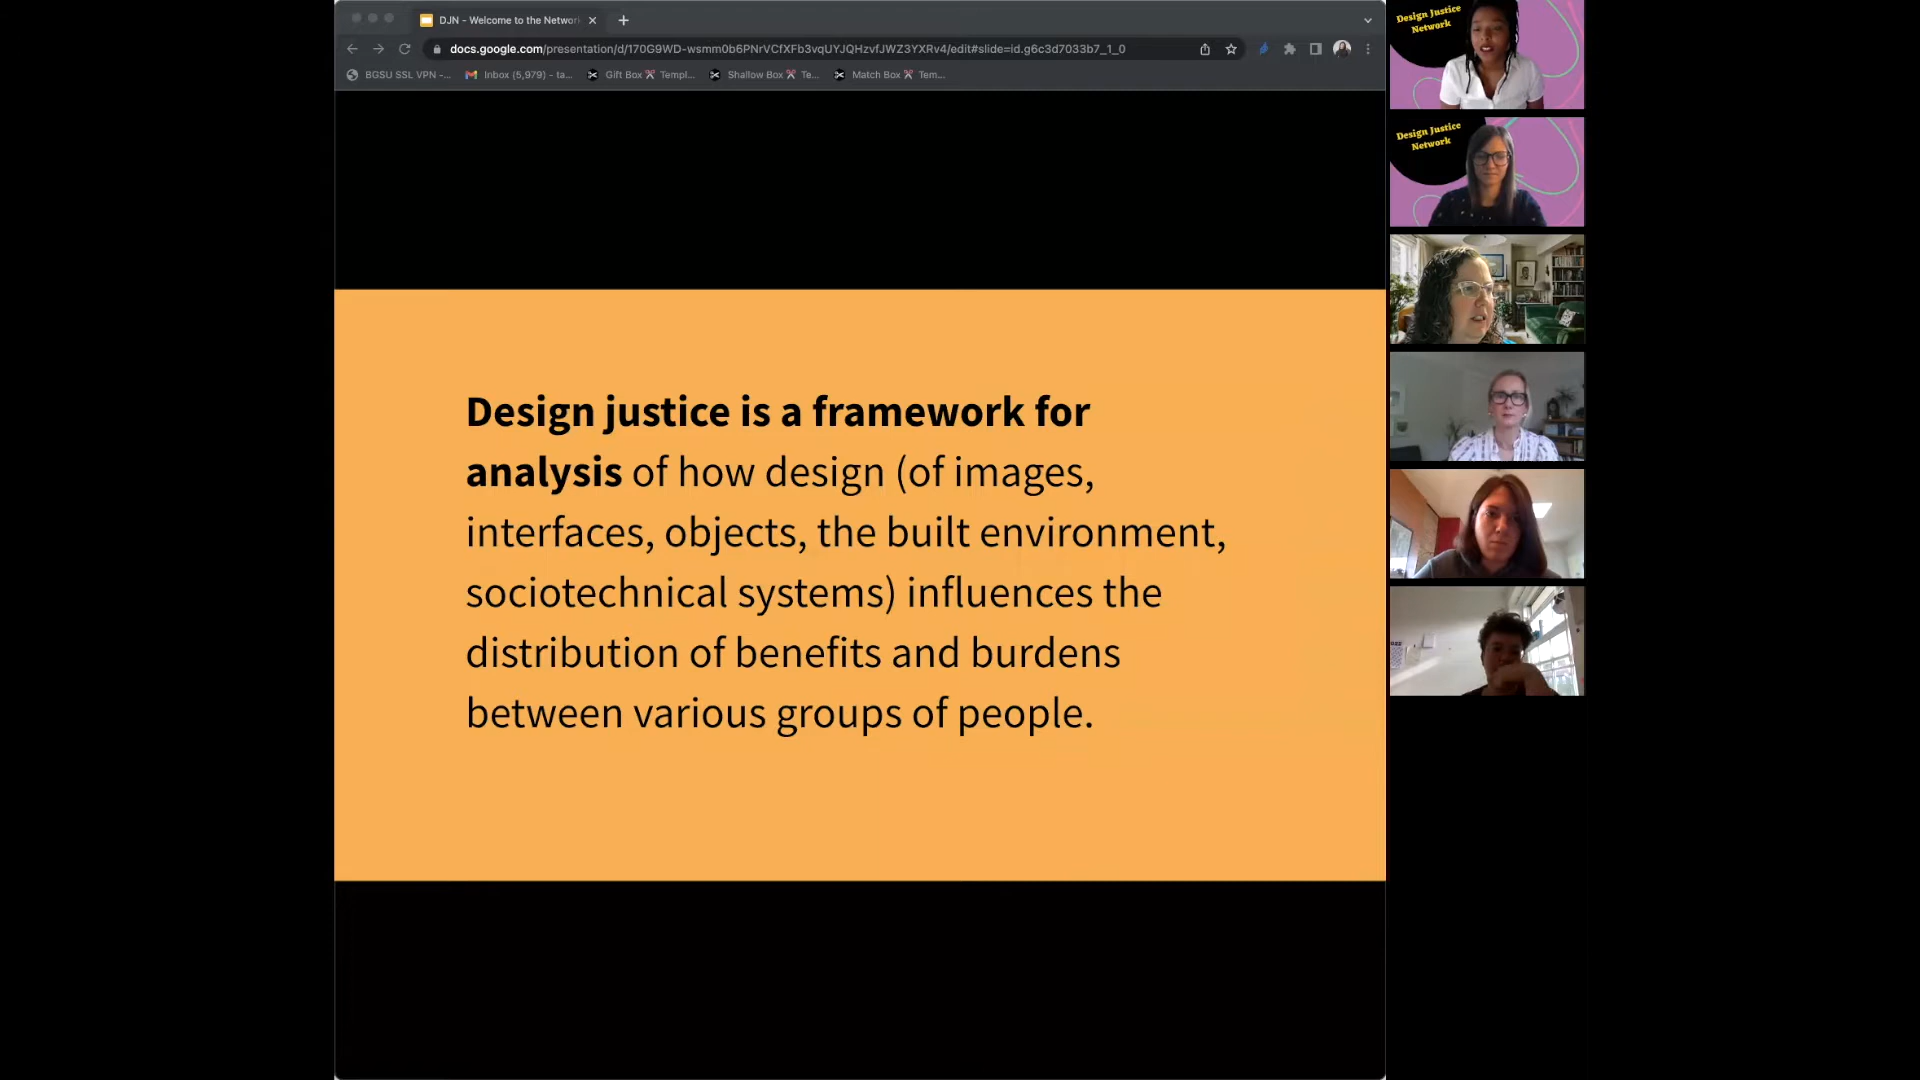 DJN - Welcome to the Networ
docs.google.com/presentation/d/170G9WD-wsmm0b6PNrVCfXFb3vqUYJQHzvfJWZ3YXRv4/edit#slide=id.g6c3d7033b7_1_0
BGSU SSL VPN -... Inbox (5,979) - ta... Gift Box Templ... Shallow Box Te... Match Box Tem...
Design justice is a framework for
analysis of how design (of images,
interfaces, objects, the built environment,
sociotechnical systems) influences the
distribution of benefits and burdens
between various groups of people.
Design Justice
Network
Design Justice
Network